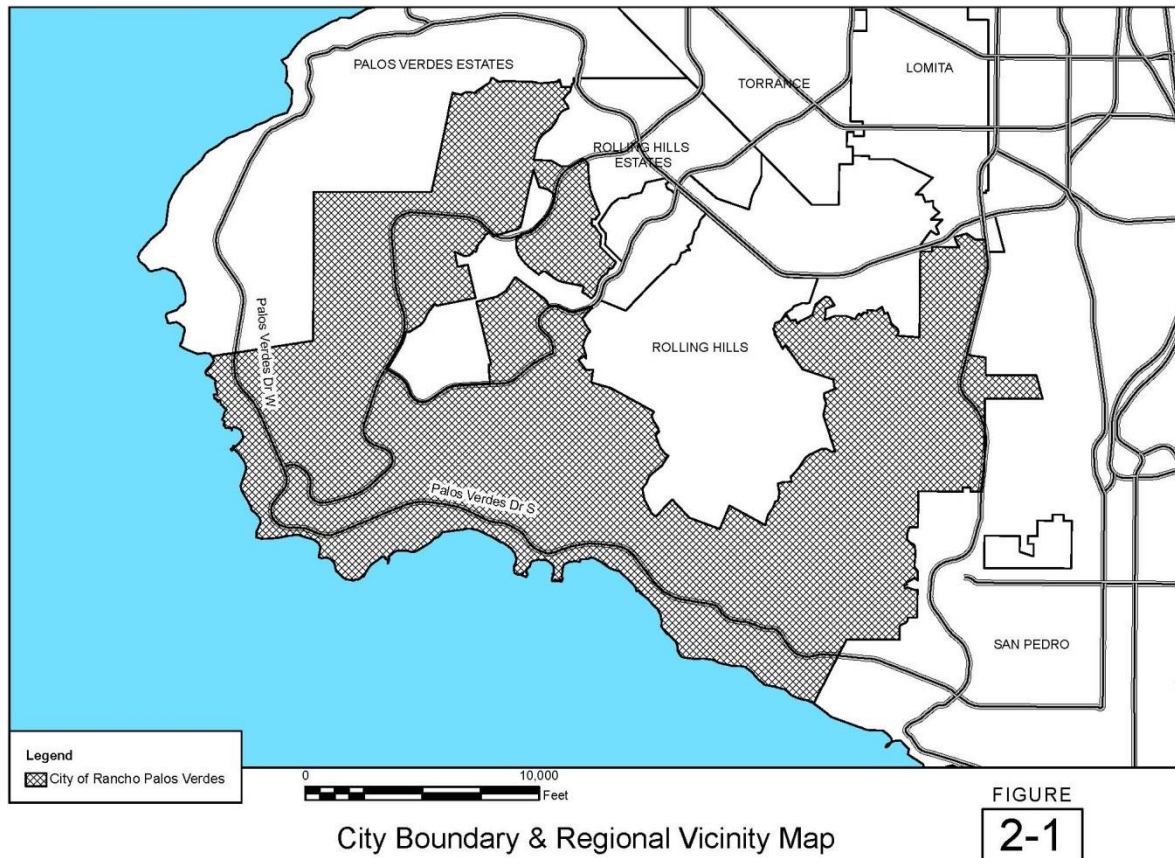 PALOS VERDES ESTATES
TORRANCE
LOMITA
ROLLING HILLS
ESTATES
Palos Verdes Dr W
ROLLING HILLS
Palos Verdes Dr S
SAN PEDRO
Legend
City of Rancho Palos Verdes
0 10,000
Feet
City Boundary & Regional Vicinity Map
FIGURE
2-1